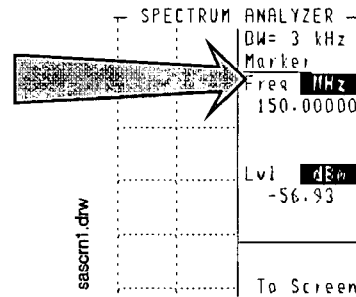 SPECTRUM ANALYZER
BW= 3 kHz
Marker
Freq MHz
150.00000
Lvl dBm
-56.93
To Screen
sascrn1.drw